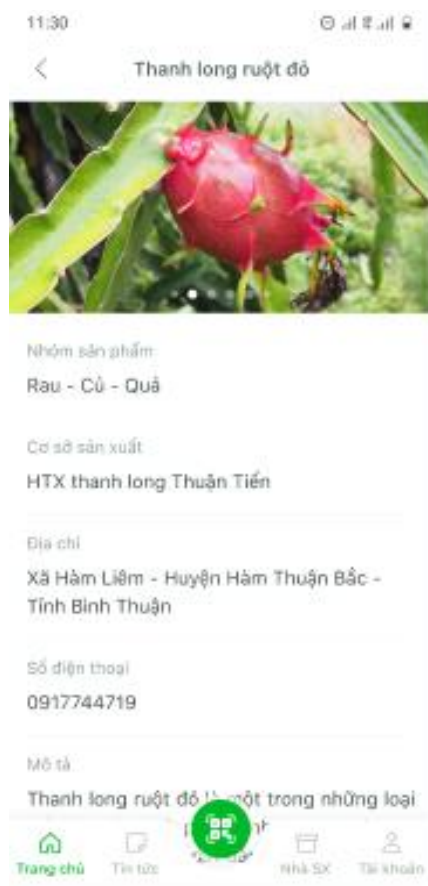 11:30
Thanh long ruột đỏ
Nhóm sản phẩm
Rau - Củ - Quả
Cơ sở sản xuất
HTX thanh long Thuận Tiến
Địa chỉ
Xã Hàm Liêm - Huyện Hàm Thuận Bắc -
Tỉnh Bình Thuận
Số điện thoại
0917744719
Mô tả
Thanh long ruột đỏ một trong những loại
Trang chủ Tin tức Nhà SX Tài khoản